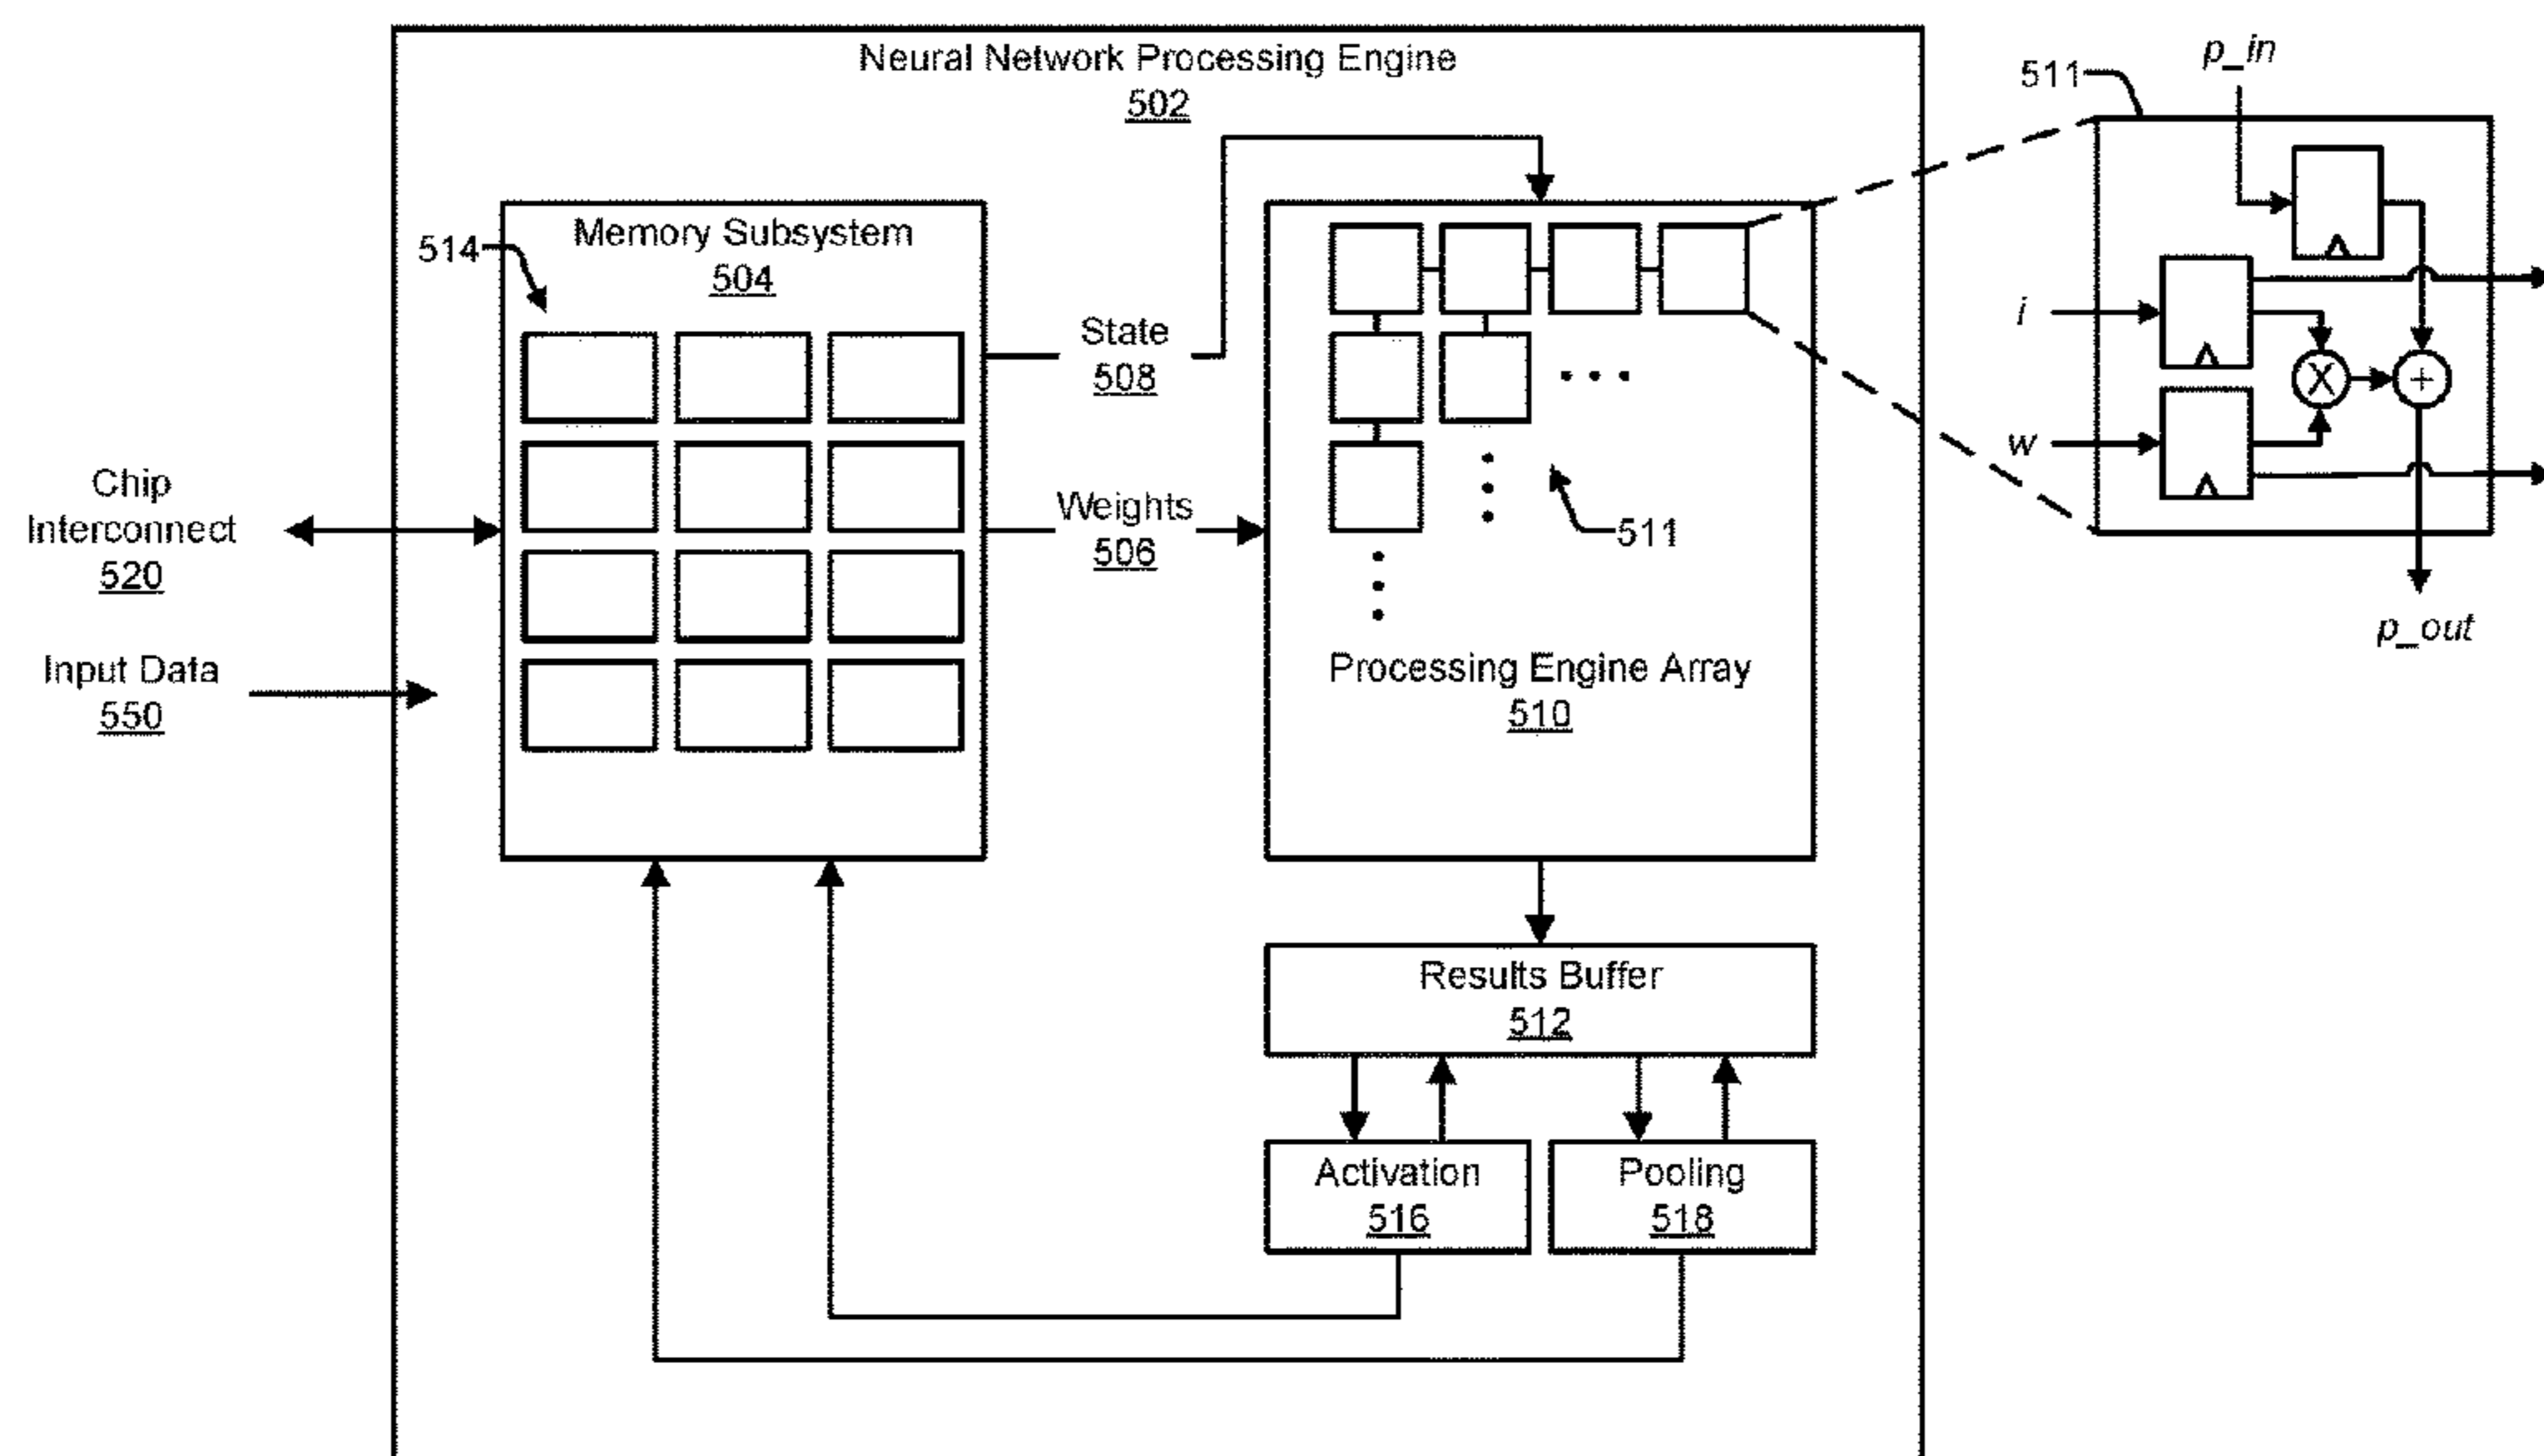 Neural Network Processing Engine
502
511
p_in
Memory Subsystem
504
514
State
508
i
w
Chip
Interconnect
520
Weights
506
511
Input Data
550
Processing Engine Array
510
p_out
Results Buffer
512
Activation
516
Pooling
518
X
+